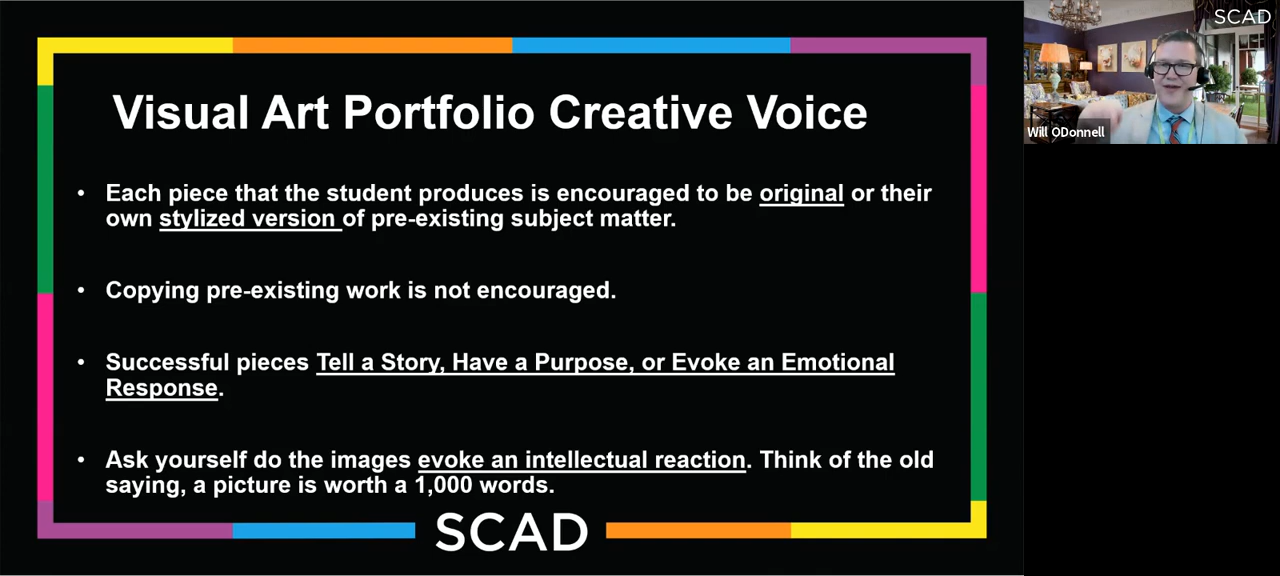 Visual Art Portfolio Creative Voice
• Each piece that the student produces is encouraged to be original or their
own stylized version of pre-existing subject matter.
• Copying pre-existing work is not encouraged.
• Successful pieces Tell a Story, Have a Purpose, or Evoke an Emotional
Response.
• Ask yourself do the images evoke an intellectual reaction. Think of the old
saying, a picture is worth a 1,000 words.
SCAD
SCAD
Will ODonnell